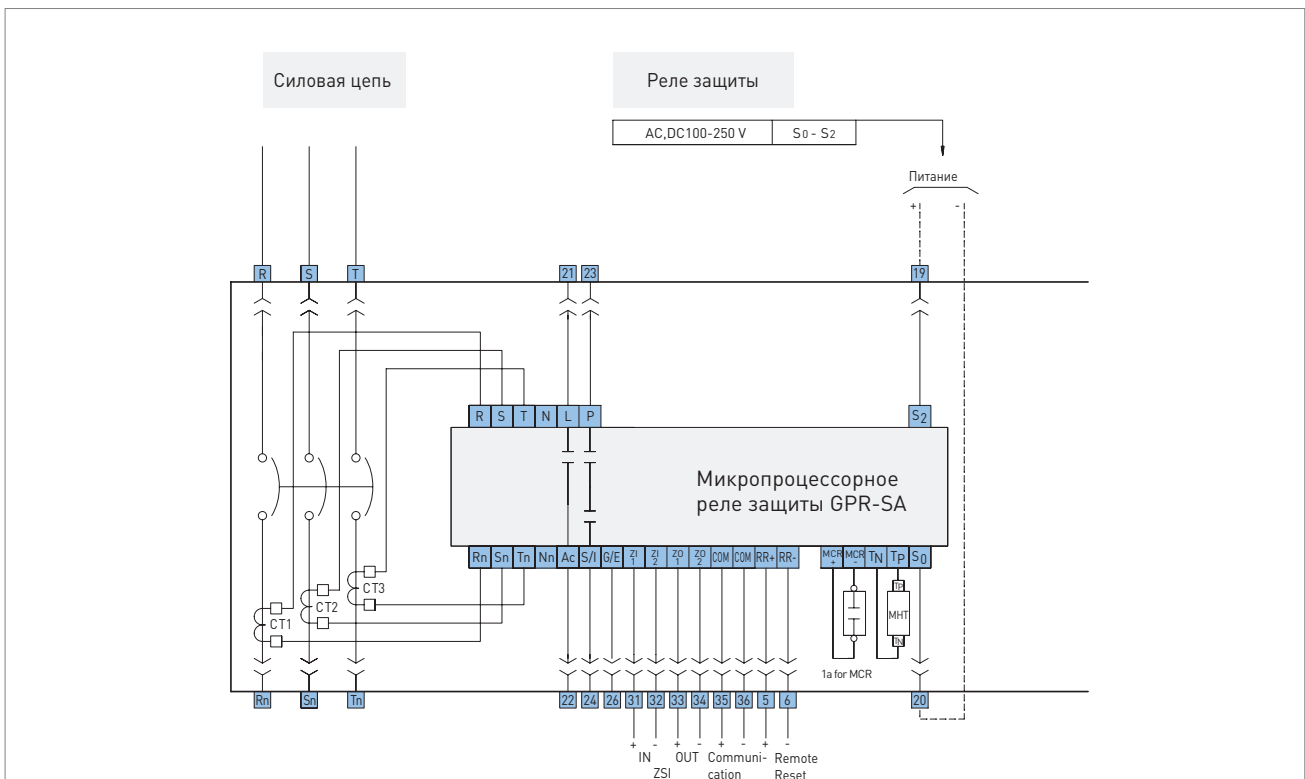 Силовая цепь
Реле защиты
AC,DC100-250 V
S0 - S2
Питание
+ -
R S T 21 23 19
R S T N L P S2
Микропроцессорное
реле защиты GPR-SA
Rn Sn Tn Nn Ac S/I G/E ZI 1 ZI 2 ZO 1 ZO 2 COM COM RR+ RR- MCR + MCR - TN TP S0
CT1
CT2
CT3
TP
MHT
TN
1a for MCR
Rn Sn Tn 22 24 26 31 32 33 34 35 36 5 6 20
+ - + - + - + -
IN OUT Communi- Remote
ZSI cation Reset